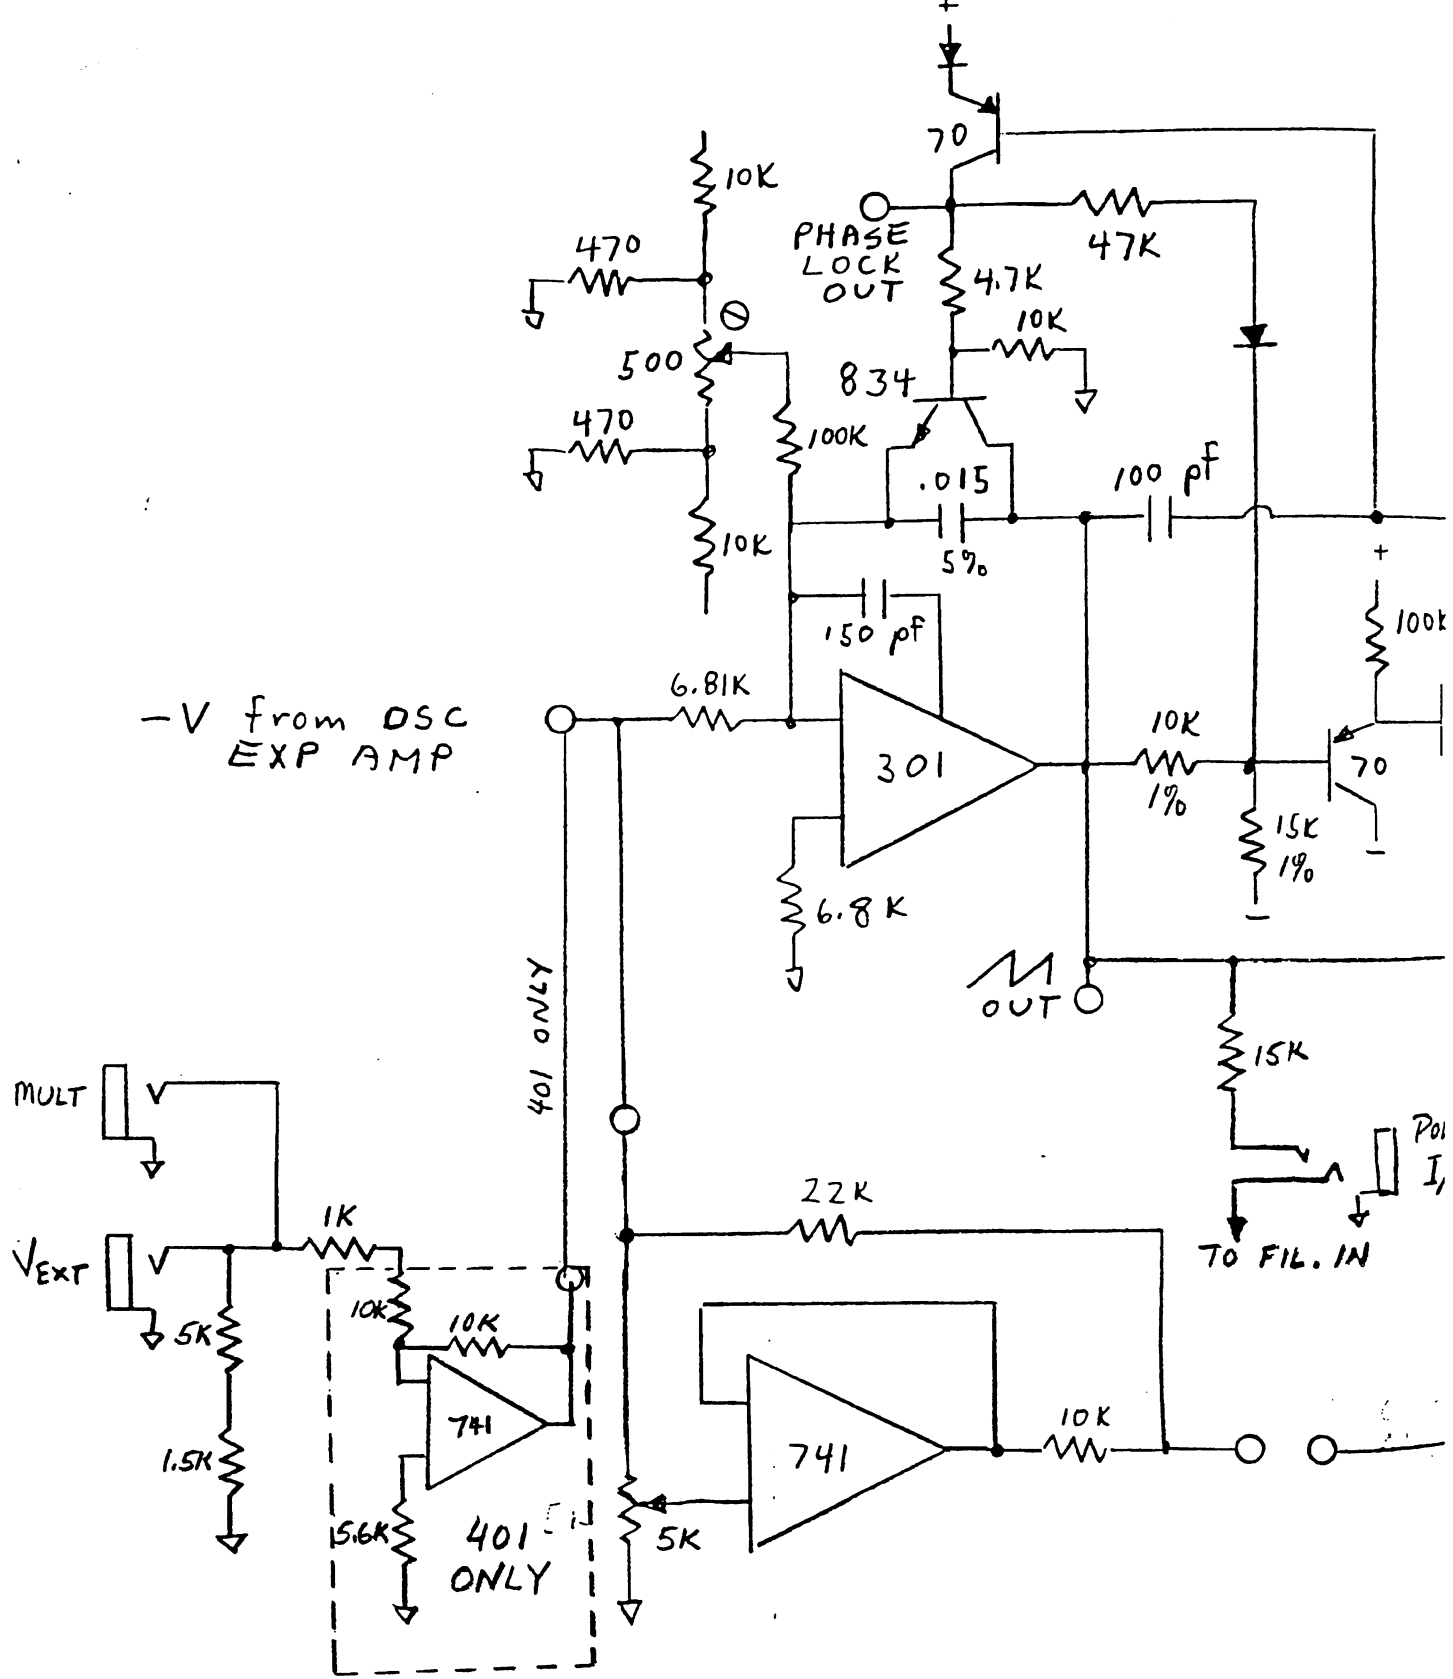 +
70
10K
470
PHASE
LOCK
OUT
47K
4.7K
10K
500
834
470
100K
.015
5%
100 pf
10K
+
150 pf
100K
6.81K
-V from OSC
EXP AMP
301
10K
1%
70
15K
1%
-
-
6.8K
401 ONLY
OUT
15K
MULT
22K
1K
VEXT
TO FIL. IN
10K
10K
5K
741
10K
741
1.5K
5.6K
401
ONLY
5K